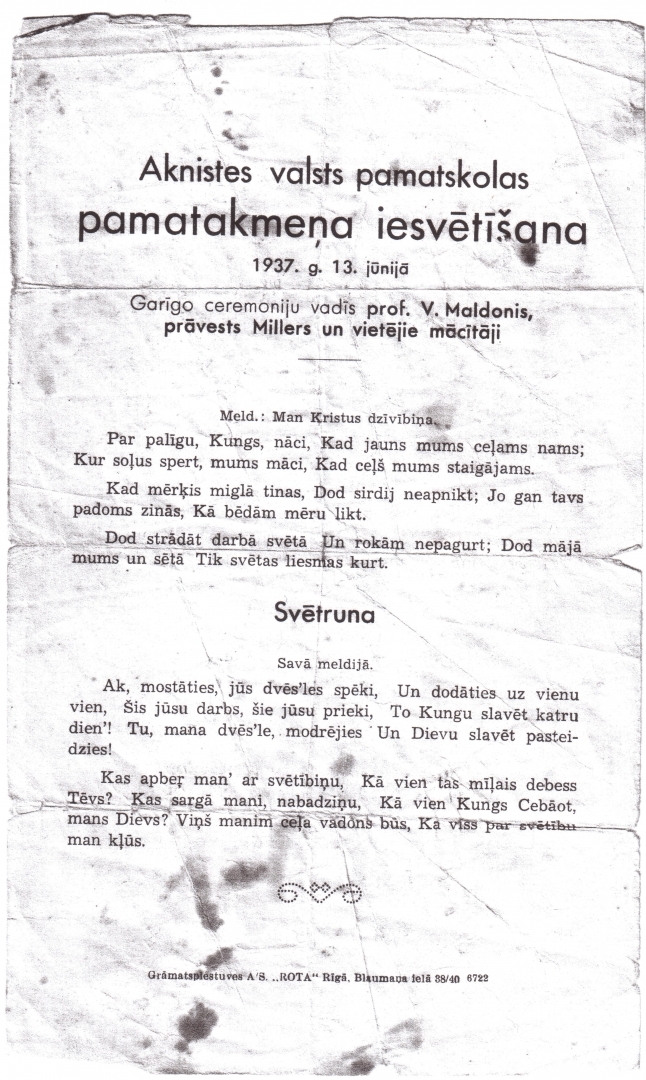 Aknistes valsts pamatskolas
pamatakmeņa iesvētīšana
1937. g. 13. jūnijā
Garīgo ceremoniju vadīs prof. V. Maldonis,
prāvests Millers un vietējie mācītāji
Meld.: Man Kristus dzīvībiņa.
Par palīgu, Kungs, nāci, Kad jauns mums ceļams nams;
Kur soļus spert, mums māci, Kad ceļš mums staigājams.
Kad mērķis miglā tinas, Dod sirdij neapnikt; Jo gan tavs
padoms zinās, Kā bēdām mēru likt.
Dod strādāt darbā svētā Un rokām nepagurt; Dod mājā
mums un sētā Tik svētas liesmas kurt.
Svētruna
Savā meldijā.
Ak, mostāties, jūs dvēs'les spēki, Un dodāties uz vienu
vien, Šis jūsu darbs, šie jūsu prieki, To Kungu slavēt katru
dien'! Tu, mana dvēs'le, modrējies Un Dievu slavēt pastei-
dzies!
Kas apbeŗ man' ar svētībiņu, Kā vien tas mīļais debess
Tēvs? Kas sargā mani, nabadziņu, Kā vien Kungs Cebāot,
mans Dievs? Viņš manim ceļa vadons būs, Ka viss par svētību
man kļūs.
Grāmatspiestuves A/S. „ROTA“ Rīgā, Blaumaņa ielā 38/40 6722